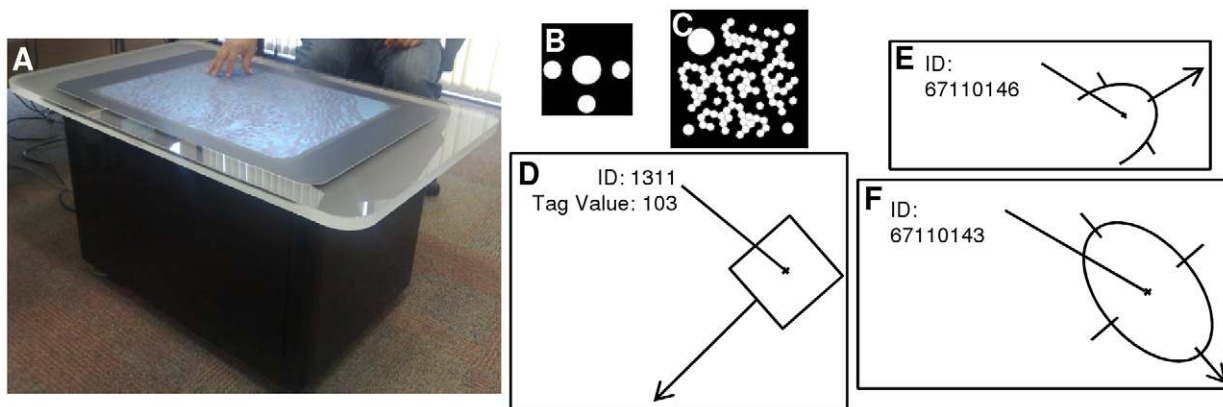 A
B
C
D
ID: 1311
Tag Value: 103
E
ID:
67110146
F
ID:
67110143